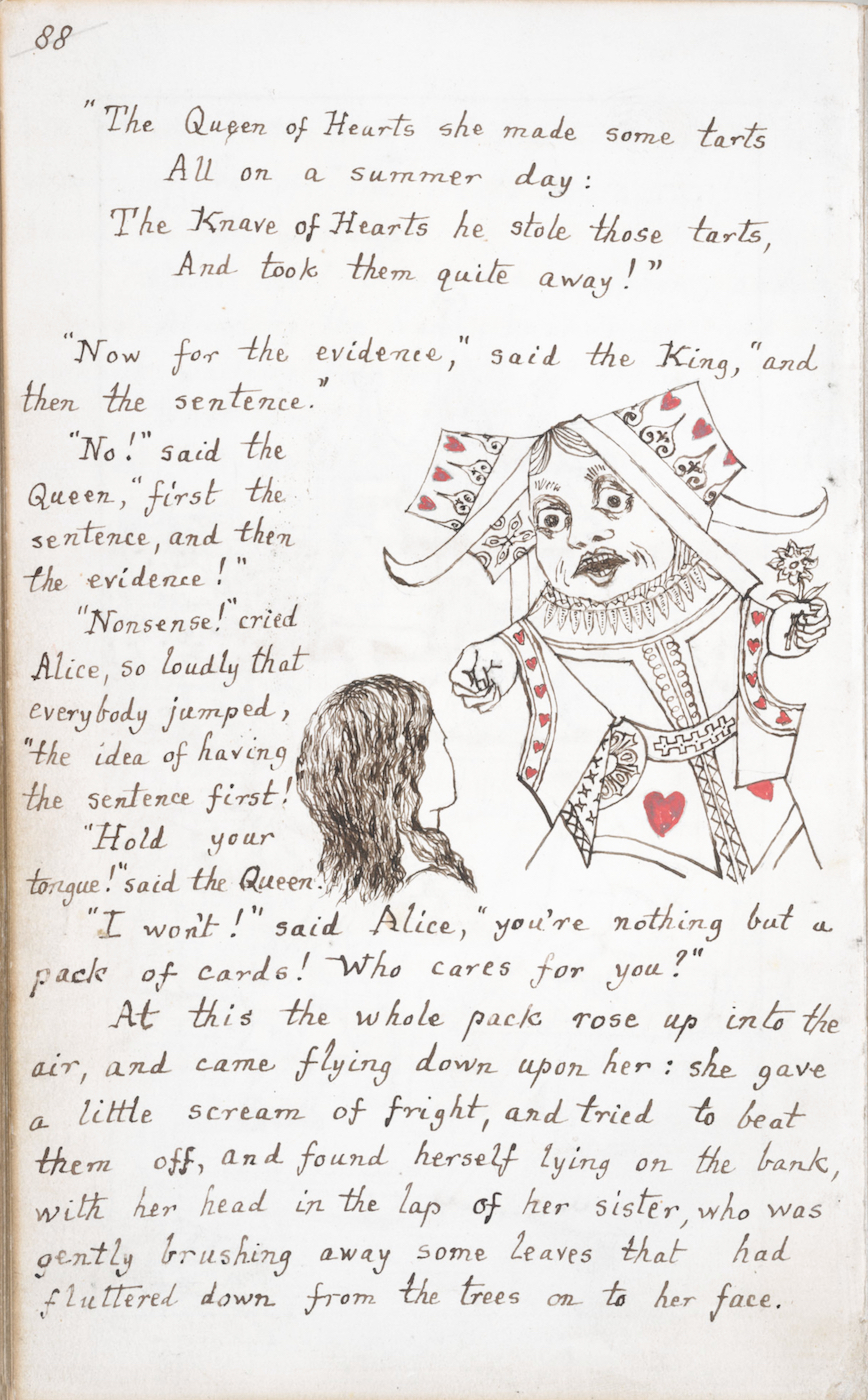 88
"The Queen of Hearts she made some tarts
All on a summer day:
The Knave of Hearts he stole those tarts,
And took them quite away!"
"Now for the evidence," said the King, "and
then the sentence."
"No!" said the
Queen, "first the
sentence, and then
the evidence!"
"Nonsense!" cried
Alice, so loudly that
everybody jumped,
"the idea of having
the sentence first!
"Hold your
tongue!" said the Queen.
"I won't!" said Alice, "you're nothing but a
pack of cards! Who cares for you?"
At this the whole pack rose up into the
air, and came flying down upon her: she gave
a little scream of fright, and tried to beat
them off, and found herself lying on the bank,
with her head in the lap of her sister, who was
gently brushing away some leaves that had
fluttered down from the trees on to her face.